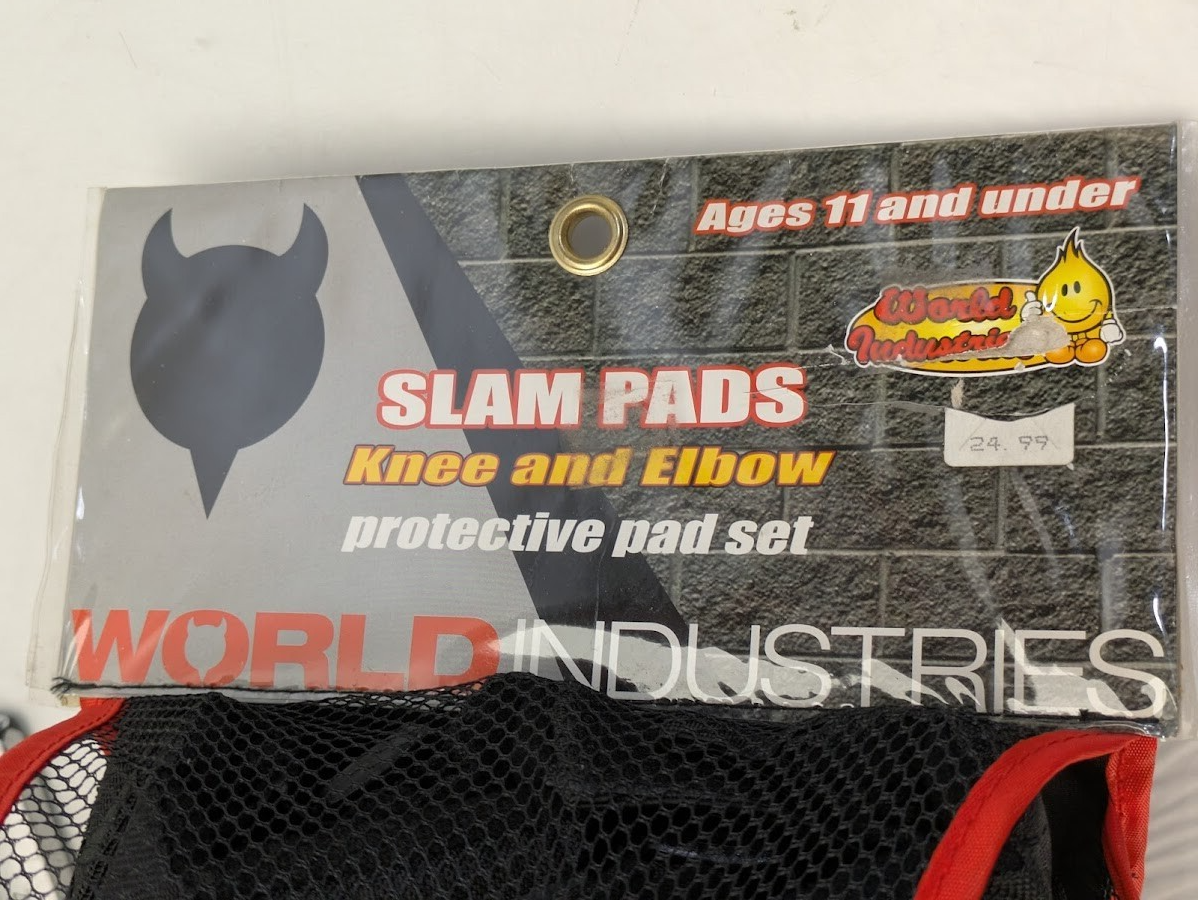 Ages 11 and under
World
Industries
SLAM PADS
24.99
Knee and Elbow
protective pad set
WORLD INDUSTRIES